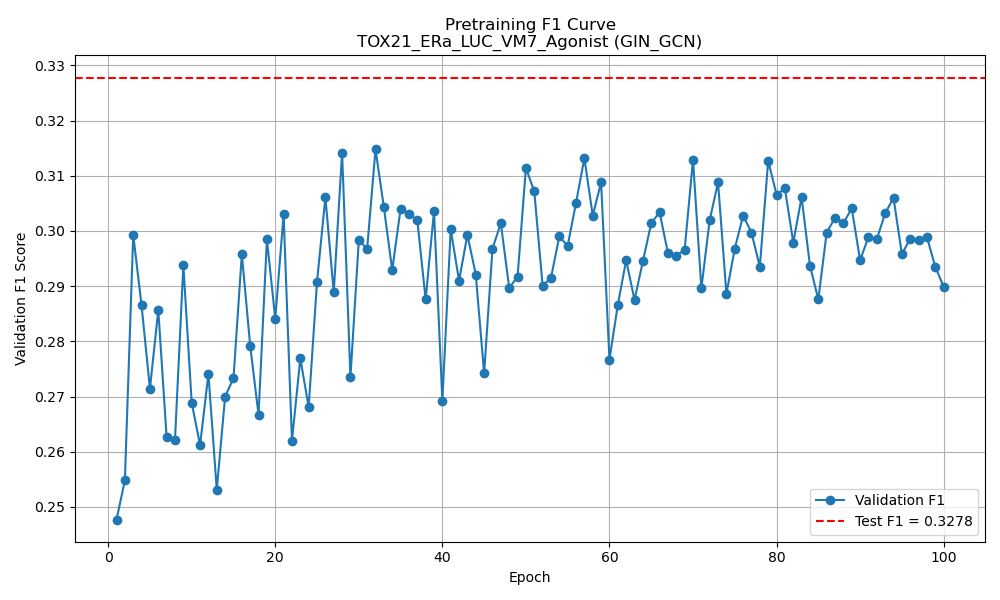 Pretraining F1 Curve
TOX21_ERa_LUC_VM7_Agonist (GIN_GCN)
Validation F1 Score
0.33
0.32
0.31
0.30
0.29
0.28
0.27
0.26
0.25
Validation F1
Test F1 = 0.3278
0 20 40 60 80 100
Epoch